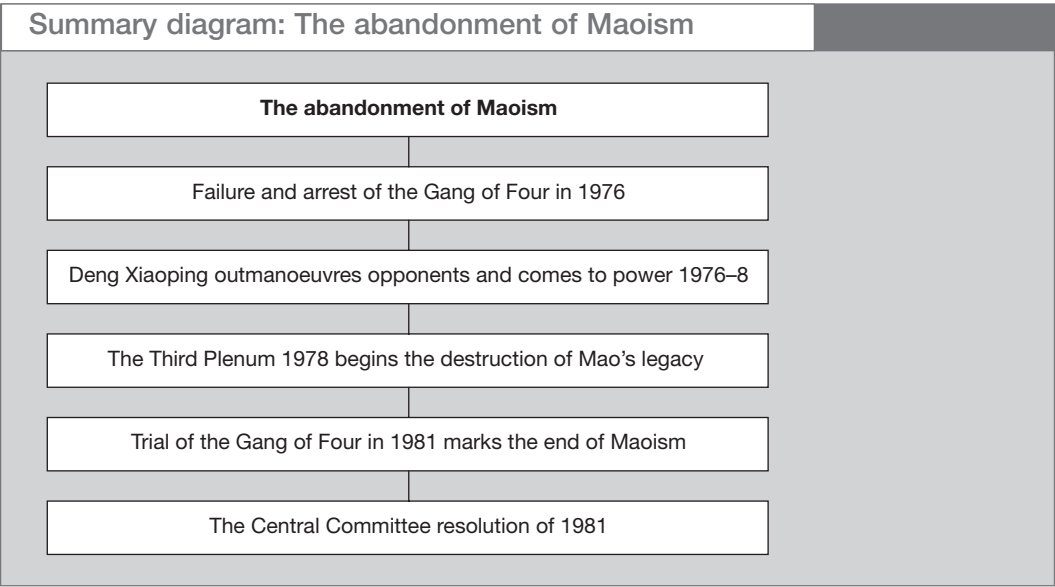 Summary diagram: The abandonment of Maoism
The abandonment of Maoism
Failure and arrest of the Gang of Four in 1976
Deng Xiaoping outmanoeuvres opponents and comes to power 1976–8
The Third Plenum 1978 begins the destruction of Mao’s legacy
Trial of the Gang of Four in 1981 marks the end of Maoism
The Central Committee resolution of 1981